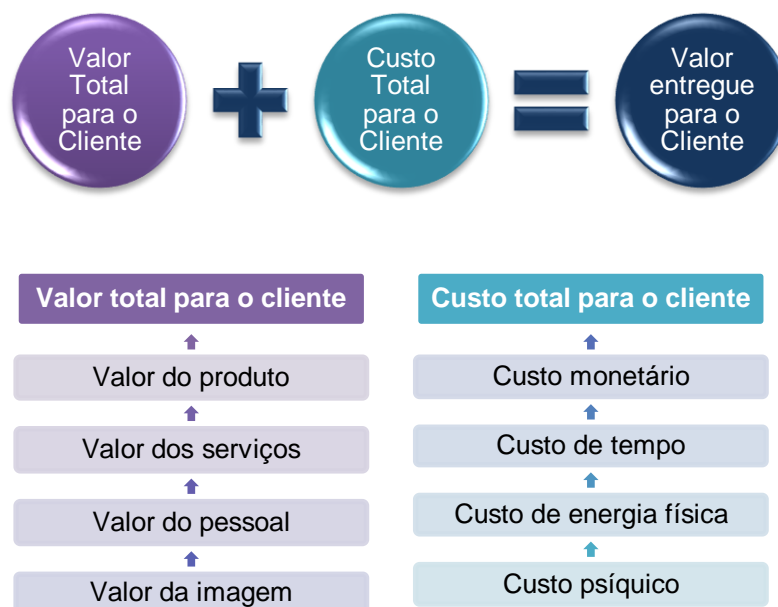 Valor
Total
para o
Cliente
Custo
Total
para o
Cliente
Valor
entregue
para o
Cliente
Valor total para o cliente
Valor do produto
Valor dos serviços
Valor do pessoal
Valor da imagem
Custo total para o cliente
Custo monetário
Custo de tempo
Custo de energia física
Custo psíquico